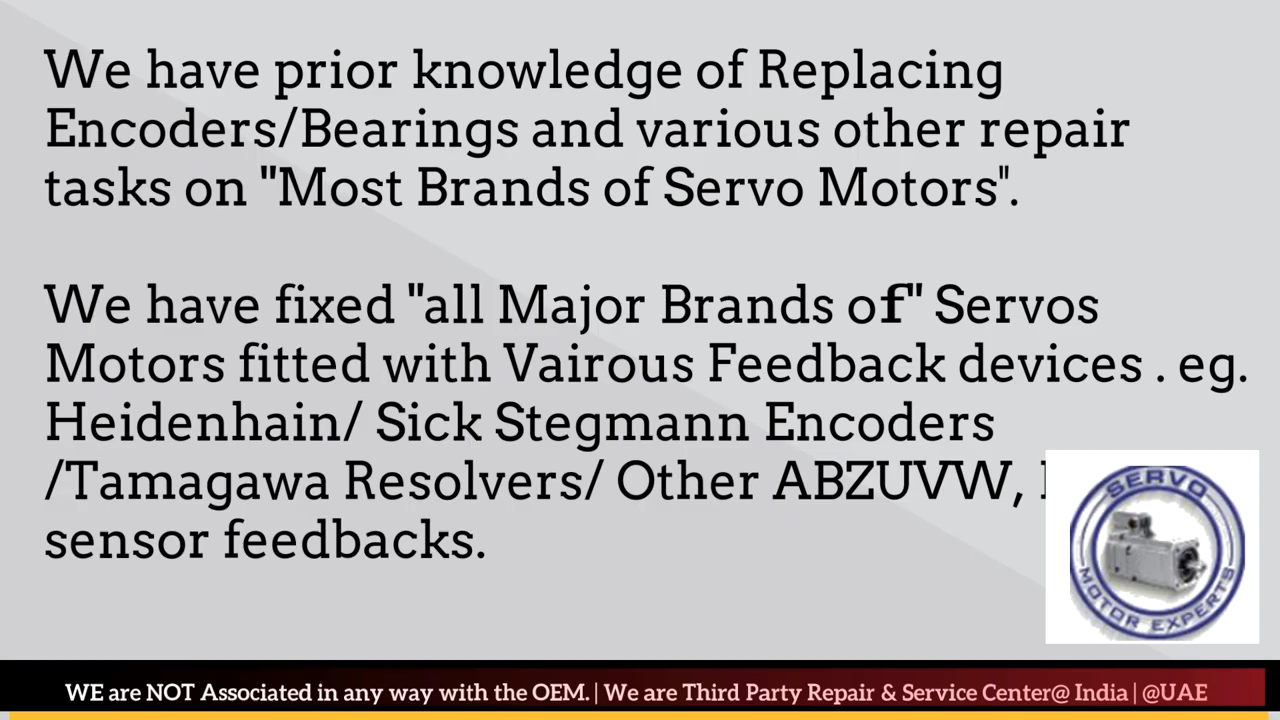 We have prior knowledge of Replacing
Encoders/Bearings and various other repair
tasks on "Most Brands of Servo Motors".
We have fixed "all Major Brands of" Servos
Motors fitted with Vairous Feedback devices . eg.
Heidenhain/ Sick Stegmann Encoders
/Tamagawa Resolvers/ Other ABZUVW,
sensor feedbacks.
SERVO
MOTOR EXPERTS
WE are NOT Associated in any way with the OEM. | We are Third Party Repair & Service Center@ India | @UAE